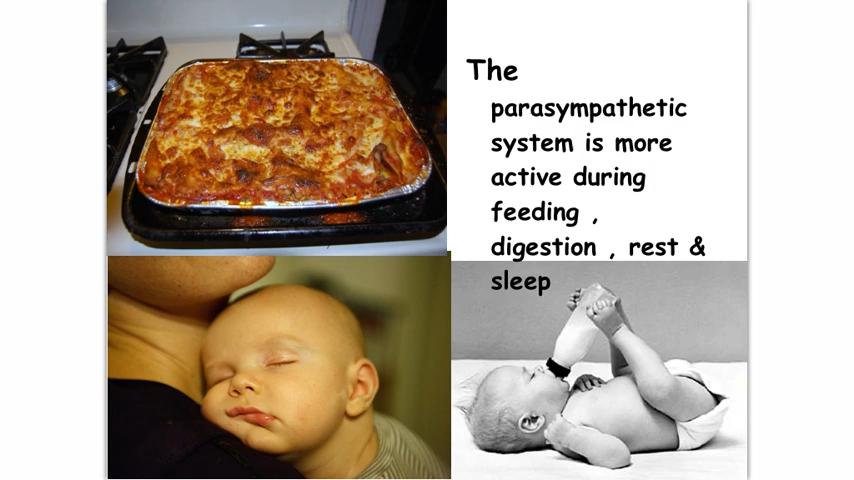 The
parasympathetic
system is more
active during
feeding ,
digestion , rest &
sleep